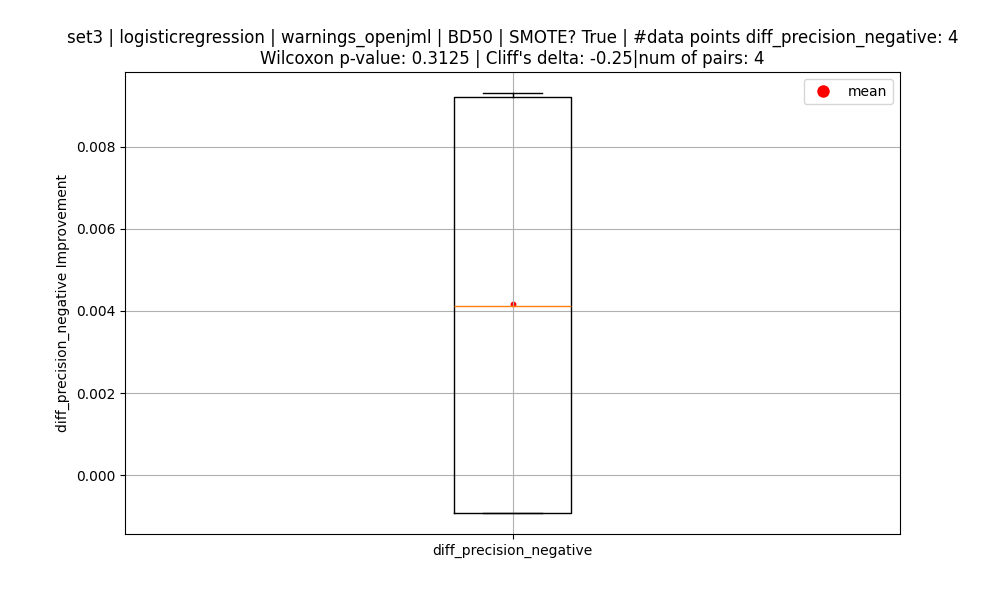 set3 | logisticregression | warnings_openjml | BD50 | SMOTE? True | #data points diff_precision_negative: 4
Wilcoxon p-value: 0.3125 | Cliff's delta: -0.25|num of pairs: 4
mean
0.008
0.006
0.004
0.002
0.000
diff_precision_negative Improvement
diff_precision_negative